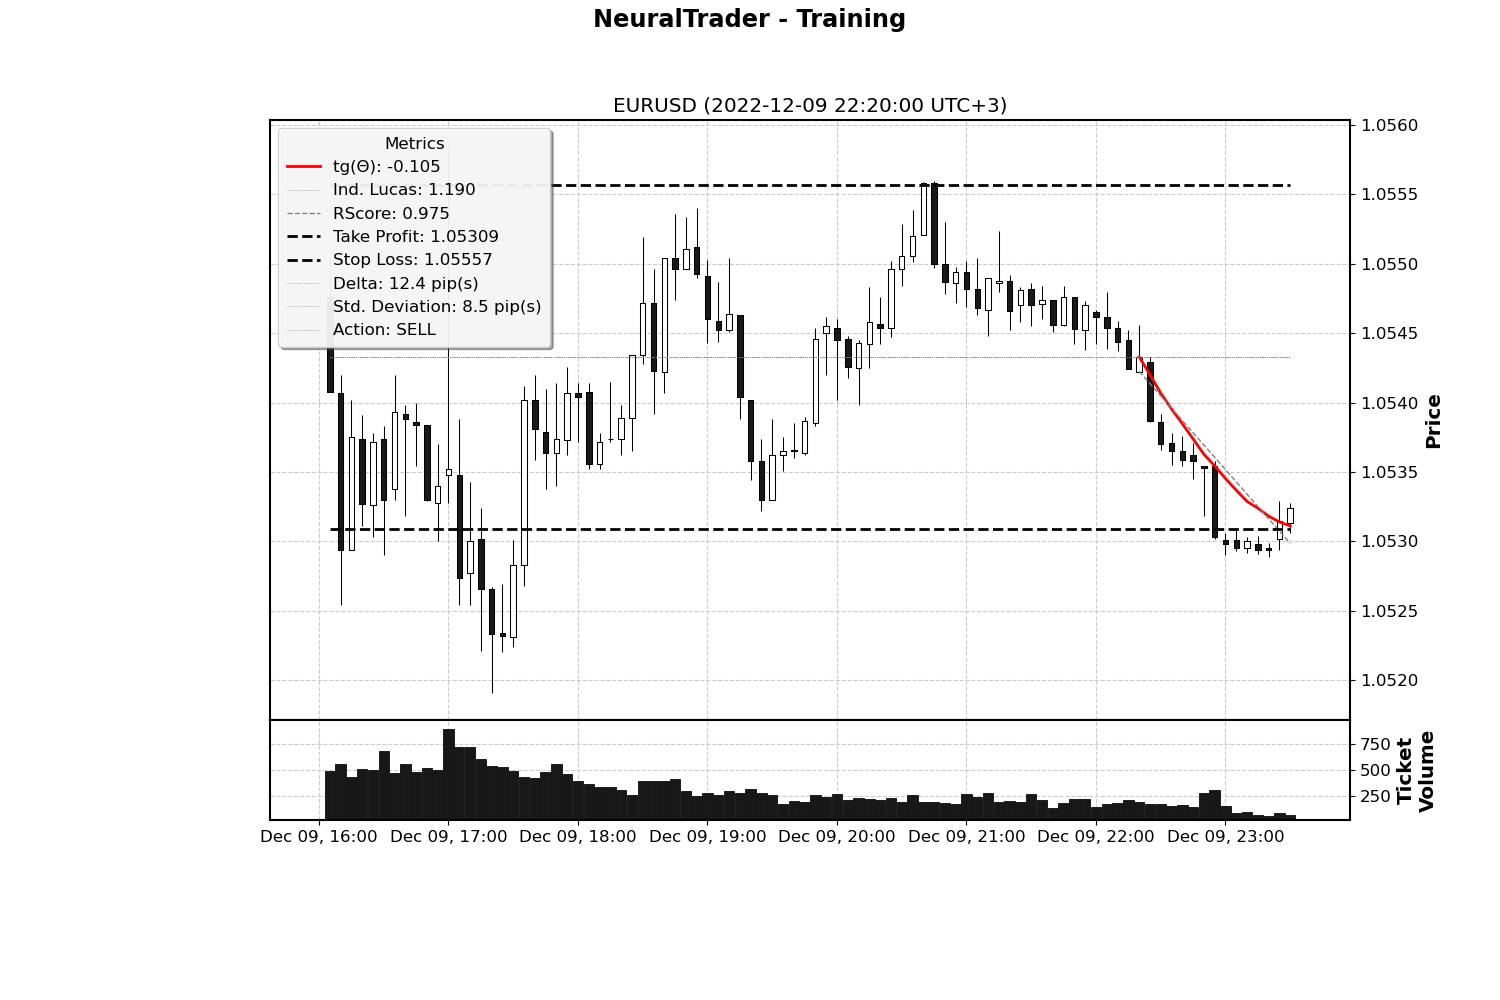 NeuralTrader - Training
EURUSD (2022-12-09 22:20:00 UTC+3)
Metrics
tg(Θ): -0.105
Ind. Lucas: 1.190
RScore: 0.975
Take Profit: 1.05309
Stop Loss: 1.05557
Delta: 12.4 pip(s)
Std. Deviation: 8.5 pip(s)
Action: SELL
1.0560
1.0555
1.0550
1.0545
1.0540
1.0535
1.0530
1.0525
1.0520
Price
750
500
250
Ticket
Volume
Dec 09, 16:00 Dec 09, 17:00 Dec 09, 18:00 Dec 09, 19:00 Dec 09, 20:00 Dec 09, 21:00 Dec 09, 22:00 Dec 09, 23:00